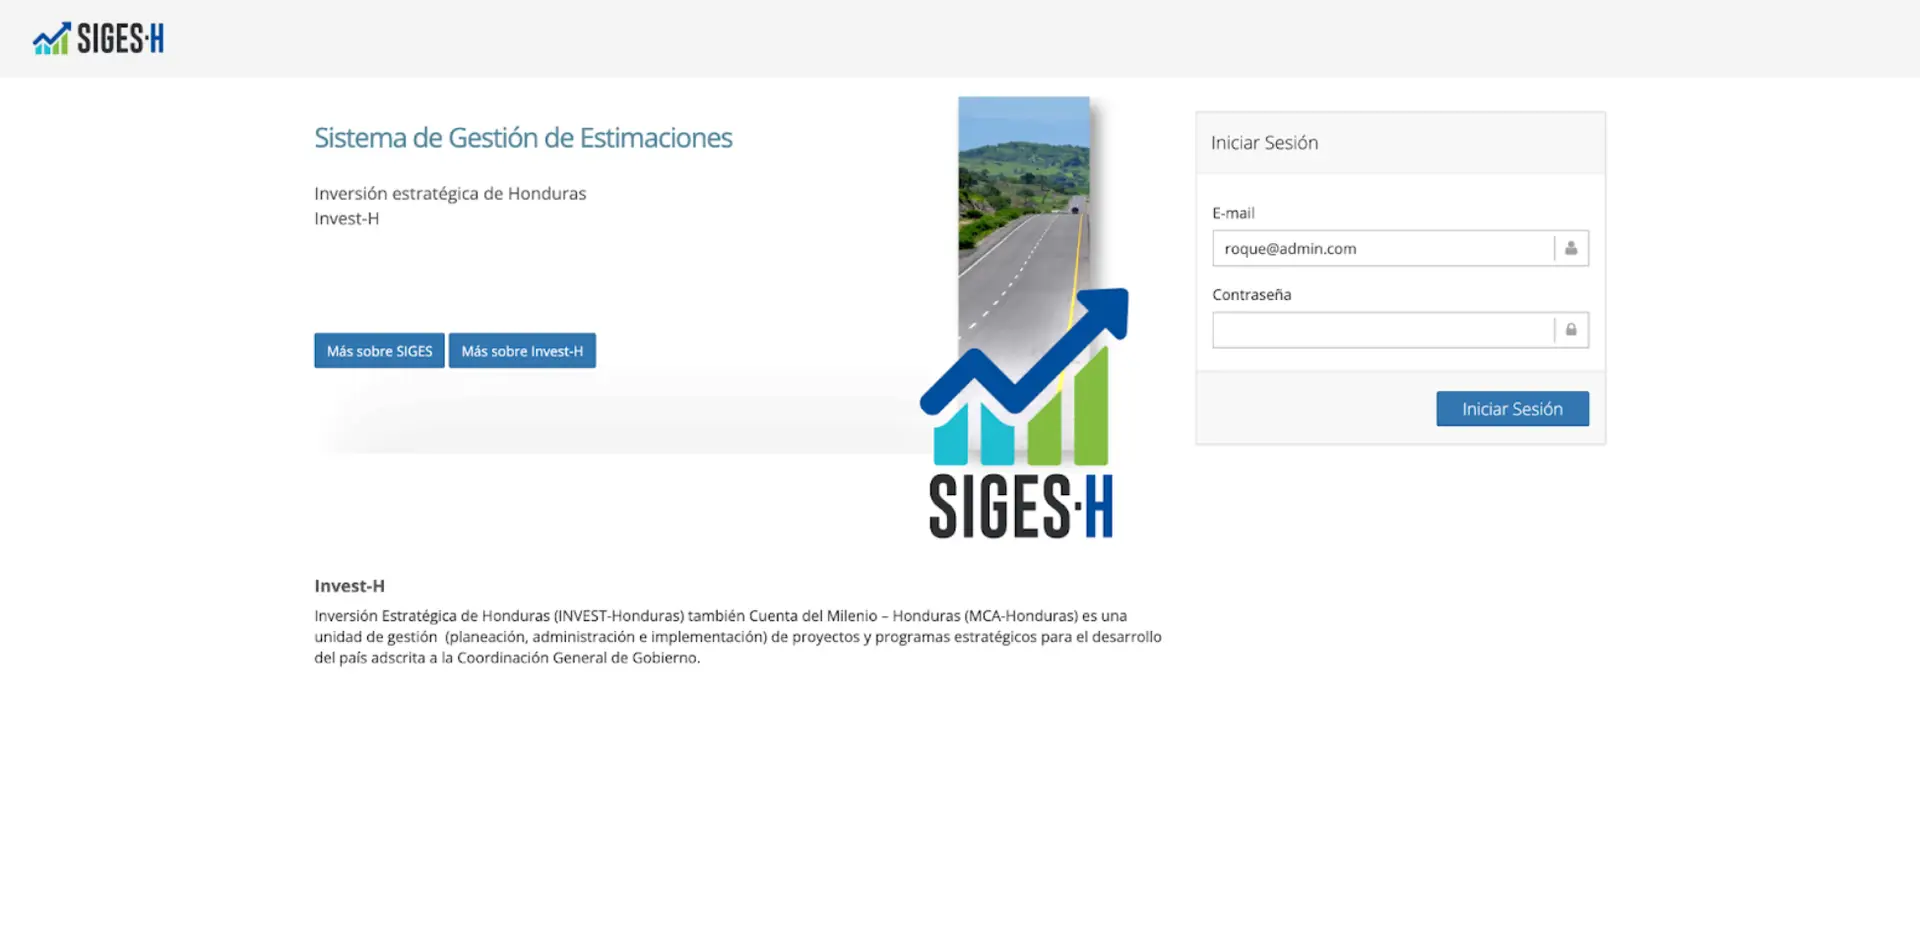 SIGES·H
Sistema de Gestión de Estimaciones
Inversión estratégica de Honduras
Invest-H
Más sobre SIGES
Más sobre Invest-H
SIGES·H
Iniciar Sesión
E-mail
roque@admin.com
Contraseña
Iniciar Sesión
Invest-H
Inversión Estratégica de Honduras (INVEST-Honduras) también Cuenta del Milenio – Honduras (MCA-Honduras) es una
unidad de gestión (planeación, administración e implementación) de proyectos y programas estratégicos para el desarrollo
del país adscrita a la Coordinación General de Gobierno.